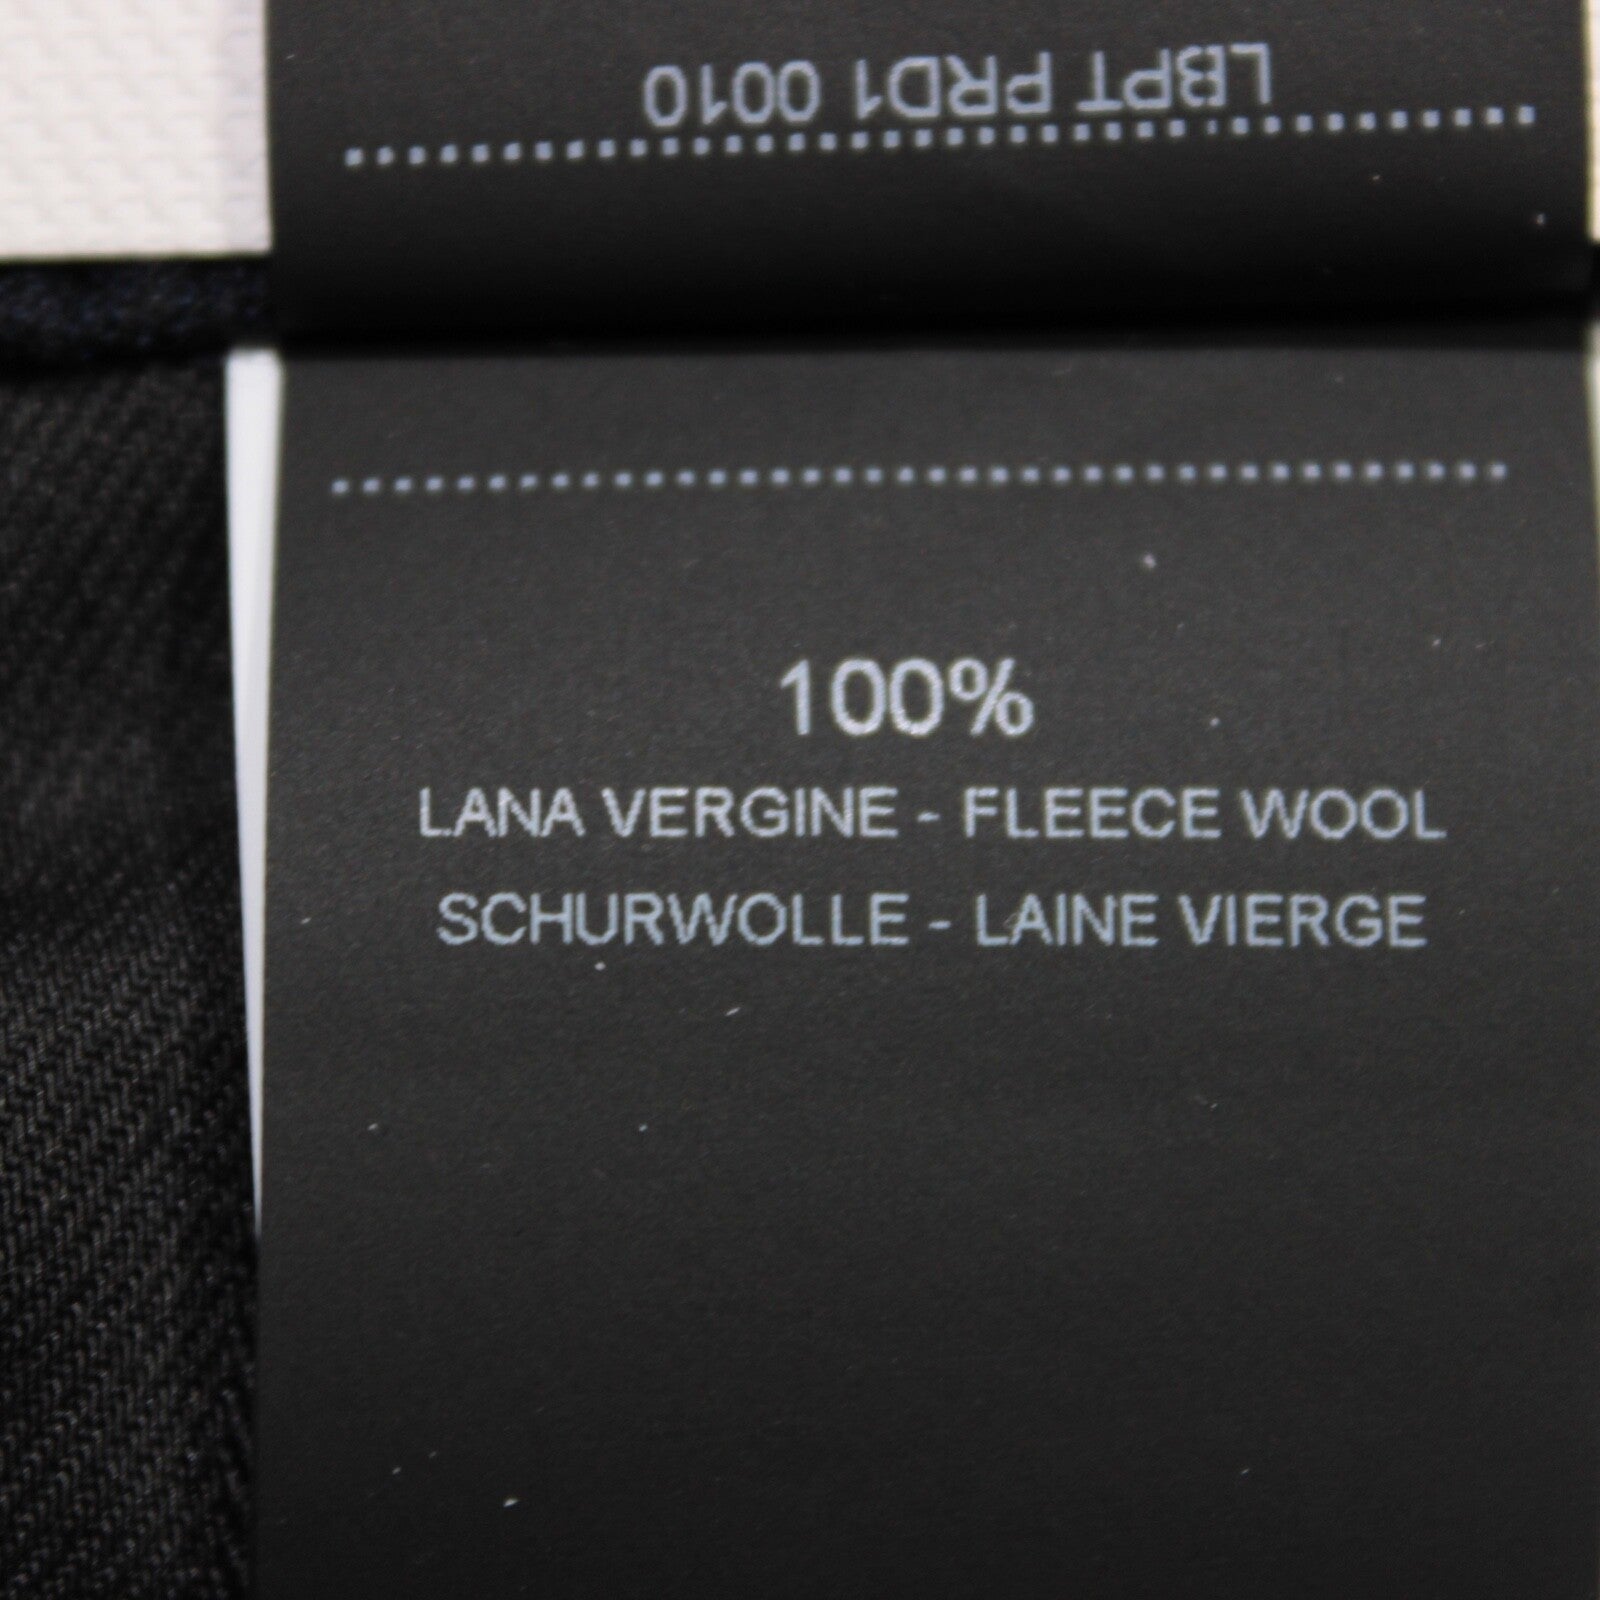 LBPT PRD1 0010
100%
LANA VERGINE - FLEECE WOOL
SCHURWOLLE - LAINE VIERGE